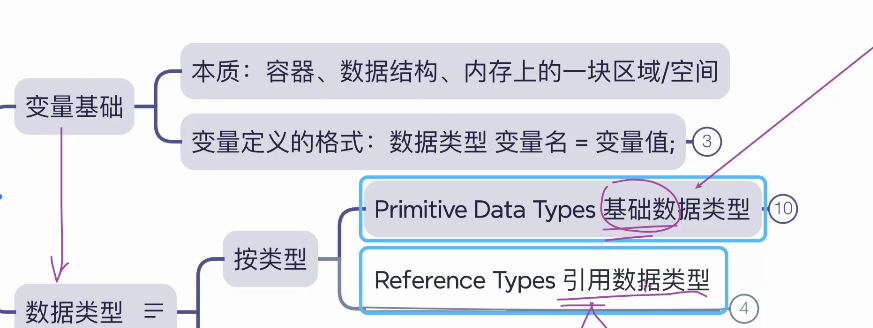 本质：容器、数据结构、内存上的一块区域/空间
变量基础
变量定义的格式：数据类型 变量名 = 变量值;
3
Primitive Data Types 基础数据类型
10
按类型
Reference Types 引用数据类型
4
数据类型